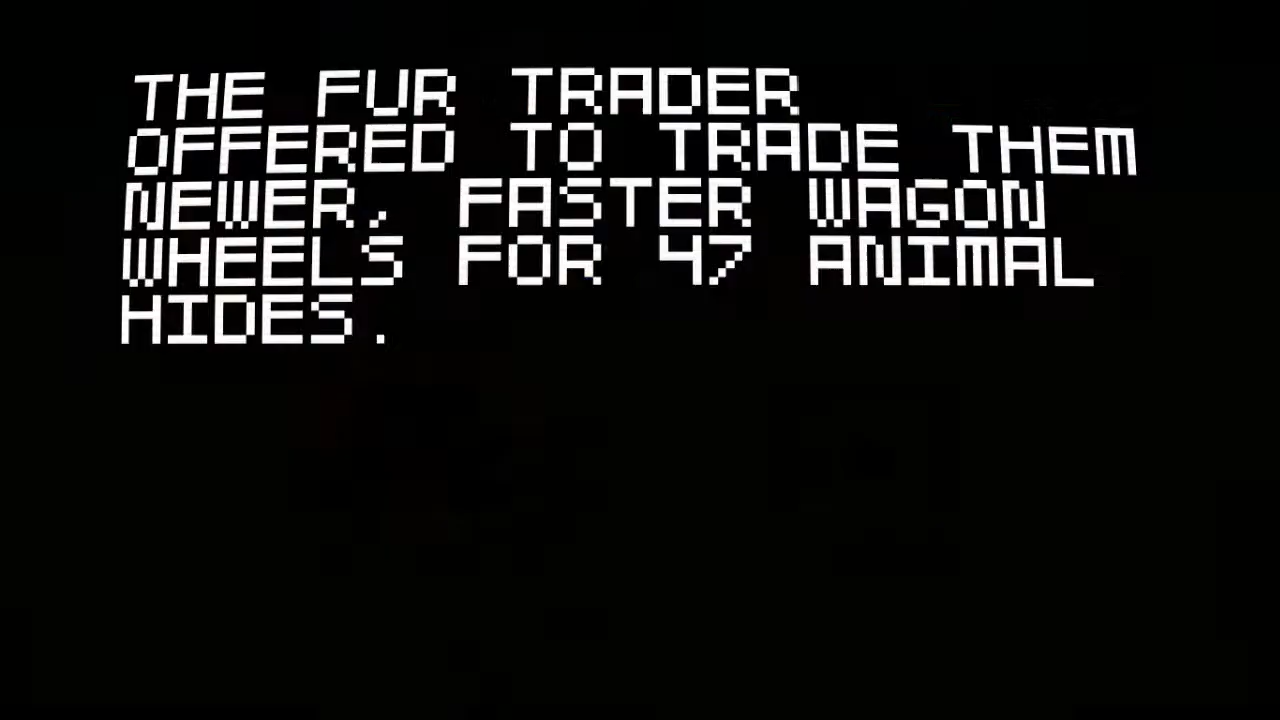 THE FUR TRADER
OFFERED TO TRADE THEM
NEWER, FASTER WAGON
WHEELS FOR 47 ANIMAL
HIDES.